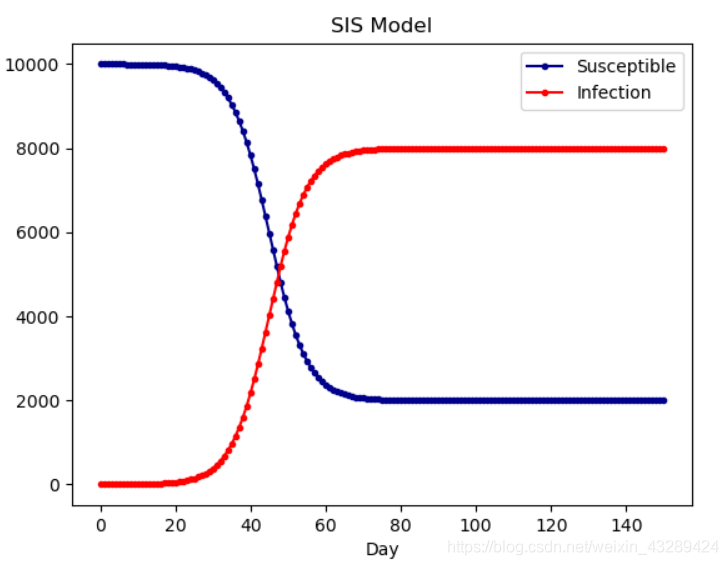 SIS Model
10000
8000
6000
4000
2000
0
Susceptible
Infection
0 20 40 60 80 100 120 140
Day
https://blog.csdn.net/weixin_43289424